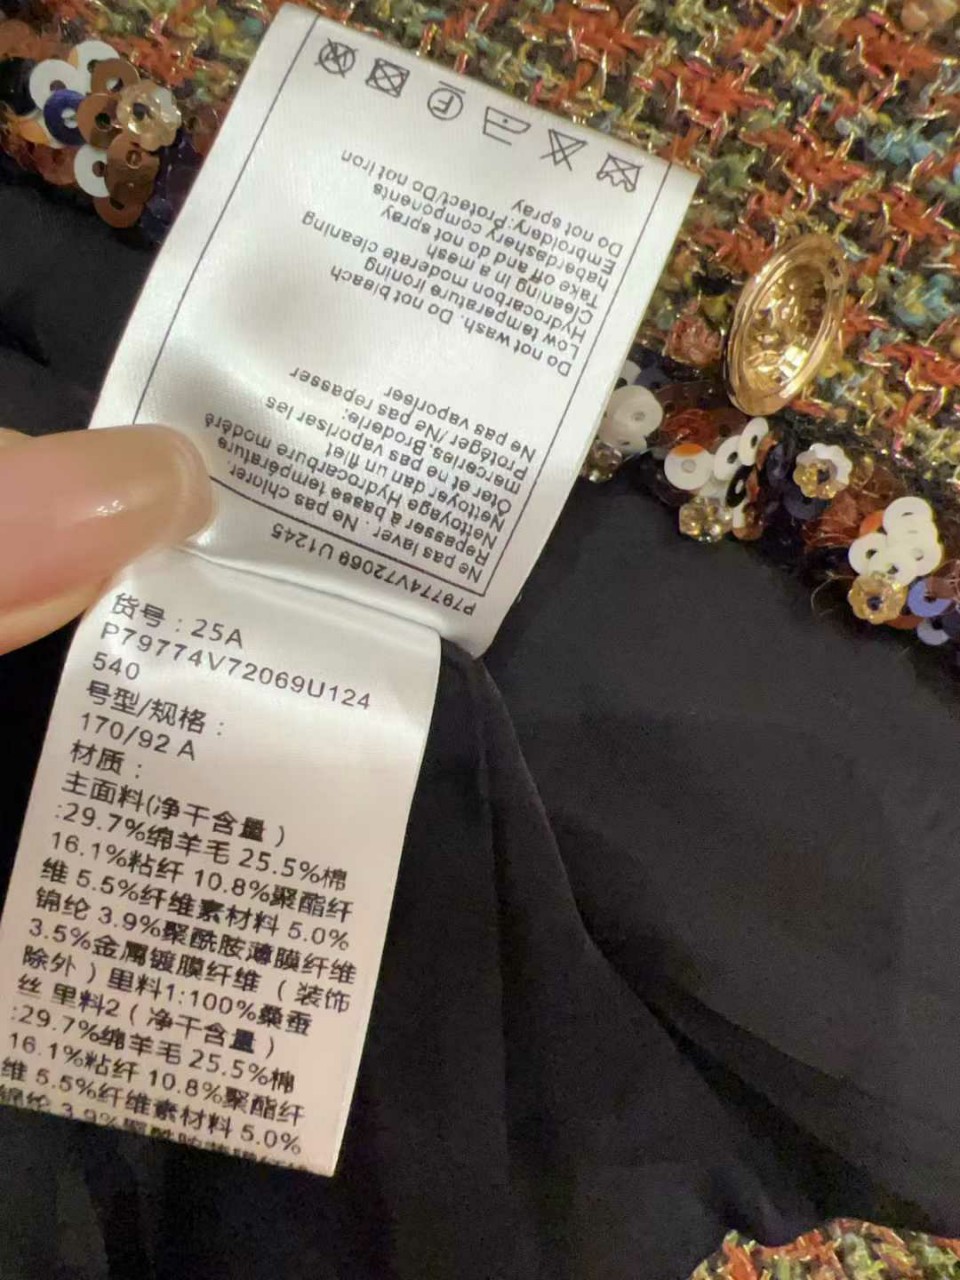 P79774V72069 U1245
Ne pas laver. Ne pas chlorer.
Repasser à basse température
Nettoyage Hydrocarbure modéré
Nettoyer dan un filet
Oter et ne pas vaporiser les
merceries. Broderie:
Protéger/Ne pas repasser
Ne pas vaporiser
Do not wash. Do not bleach
Low temparature ironing
Hydrocarbon moderate cleaning
Cleaning in a mesh
Take off and do not spray
Haberdashery components
Embroidery: Protect/Do not iron
Do not spray
F
货号：25A
P79774V72069U124
540
号型/规格：
170/92 A
材质：
主面料(净干含量）
:29.7%绵羊毛 25.5%棉
16.1%粘纤 10.8%聚酯纤
维 5.5%纤维素材料 5.0%
锦纶 3.9%聚酰胺薄膜纤维
3.5%金属镀膜纤维（装饰
除外）里料1:100%桑蚕
丝 里料2（净干含量）
:29.7%绵羊毛 25.5%棉
16.1%粘纤 10.8%聚酯纤
维 5.5%纤维素材料 5.0%
锦纶 3.9%